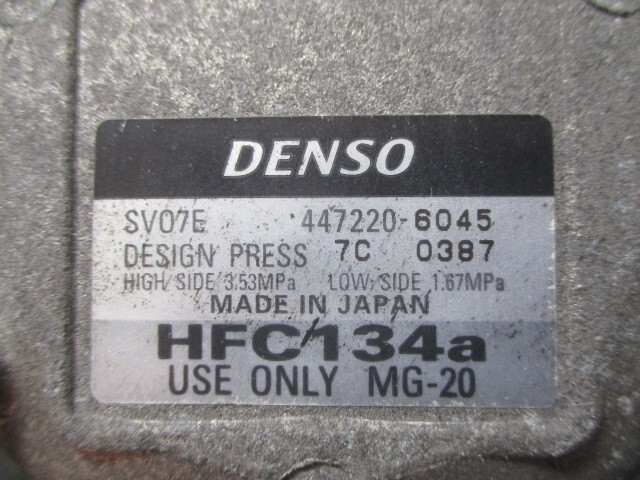 DENSO
SV07E 447220-6045
DESIGN PRESS 7C 0387
HIGH SIDE 3.53MPa LOW SIDE 1.67MPa
MADE IN JAPAN
HFC134a
USE ONLY MG-20